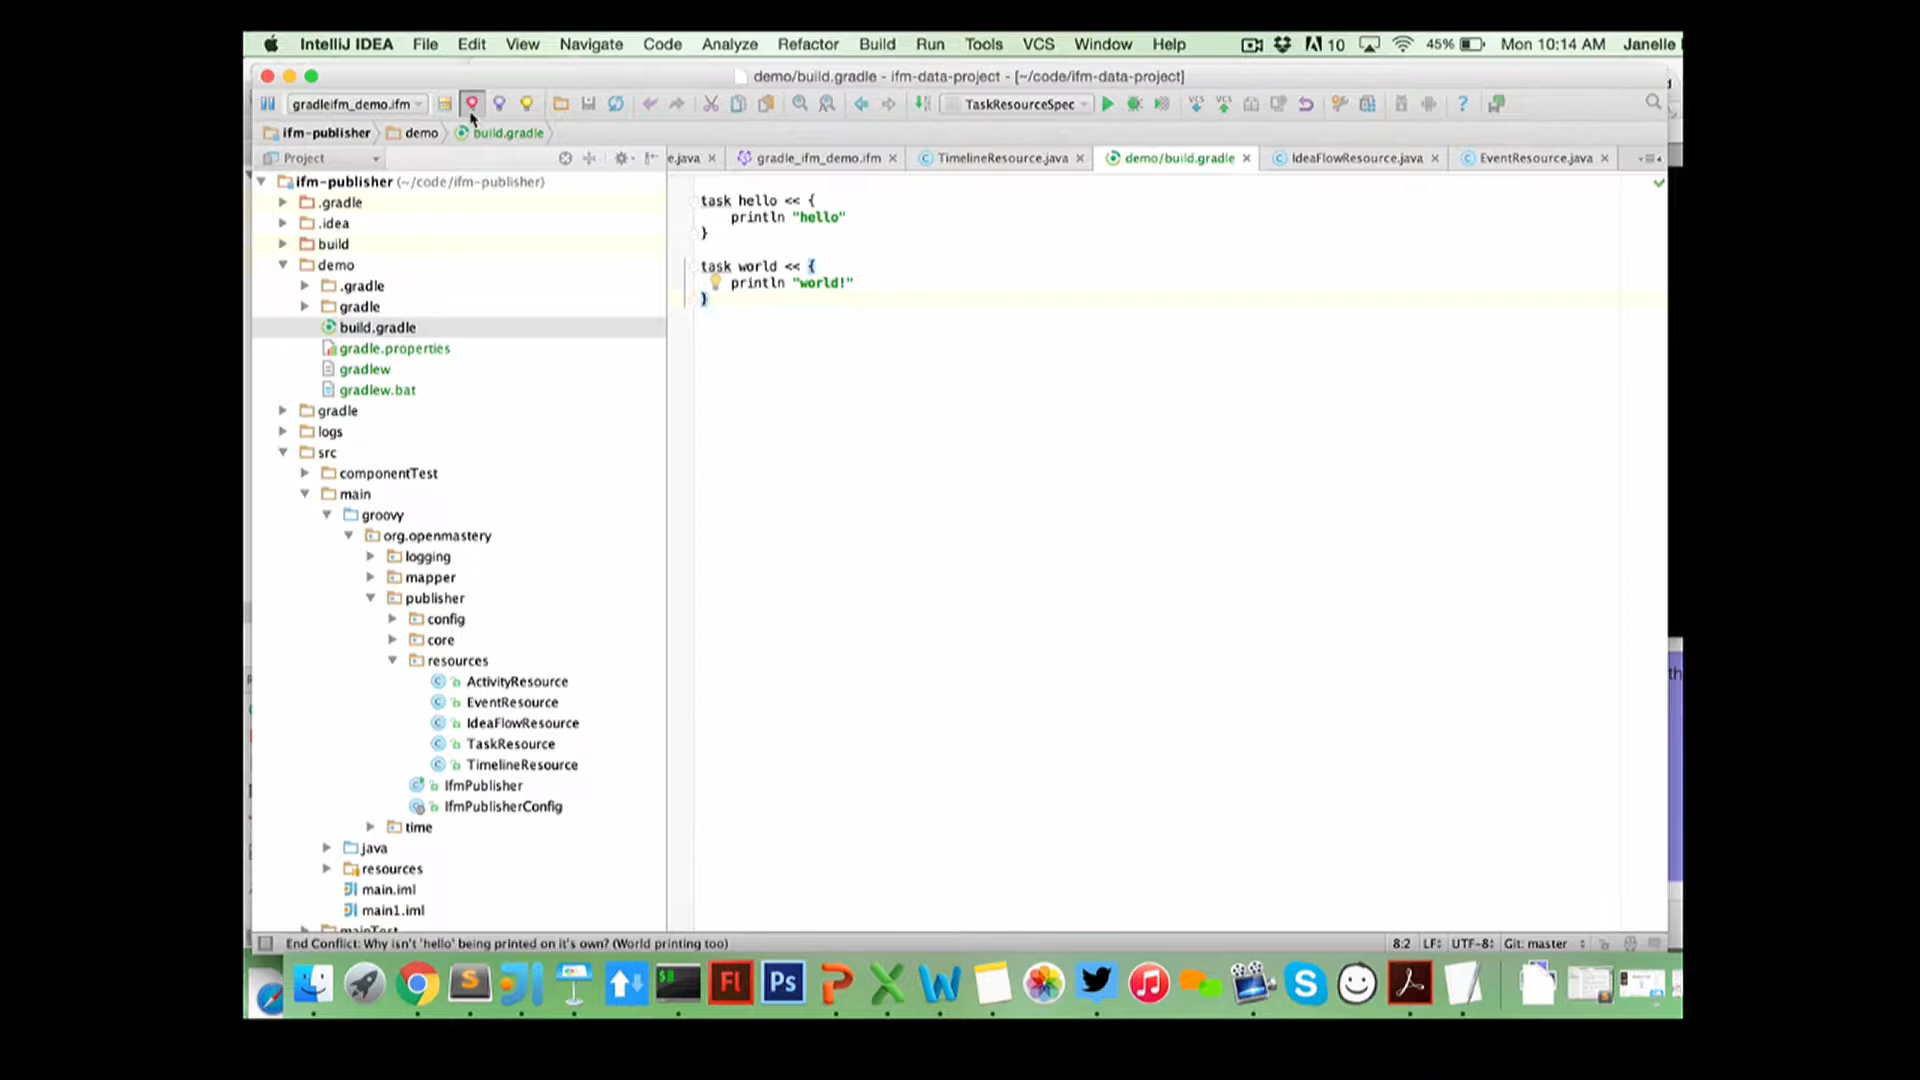 IntelliJ IDEA File Edit View Navigate Code Analyze Refactor Build Run Tools VCS Window Help 10 45% Mon 10:14 AM Janelle
demo/build.gradle - ifm-data-project - [~/code/ifm-data-project]
gradleifm_demo.ifm TaskResourceSpec
ifm-publisher demo build.gradle
Project e.java gradle_ifm_demo.ifm TimelineResource.java demo/build.gradle IdeaFlowResource.java EventResource.java
ifm-publisher (~/code/ifm-publisher)
.gradle
.idea
build
demo
.gradle
gradle
build.gradle
gradle.properties
gradlew
gradlew.bat
gradle
logs
src
componentTest
main
groovy
org.openmastery
logging
mapper
publisher
config
core
resources
ActivityResource
EventResource
IdeaFlowResource
TaskResource
TimelineResource
IfmPublisher
IfmPublisherConfig
time
java
resources
main.iml
main1.iml
mainTest
task hello << {
println "hello"
}
task world << {
println "world!"
}
th
End Conflict: Why isn't 'hello' being printed on it's own? (World printing too) 8:2 LF UTF-8 Git: master
S $ Fl Ps P X W S